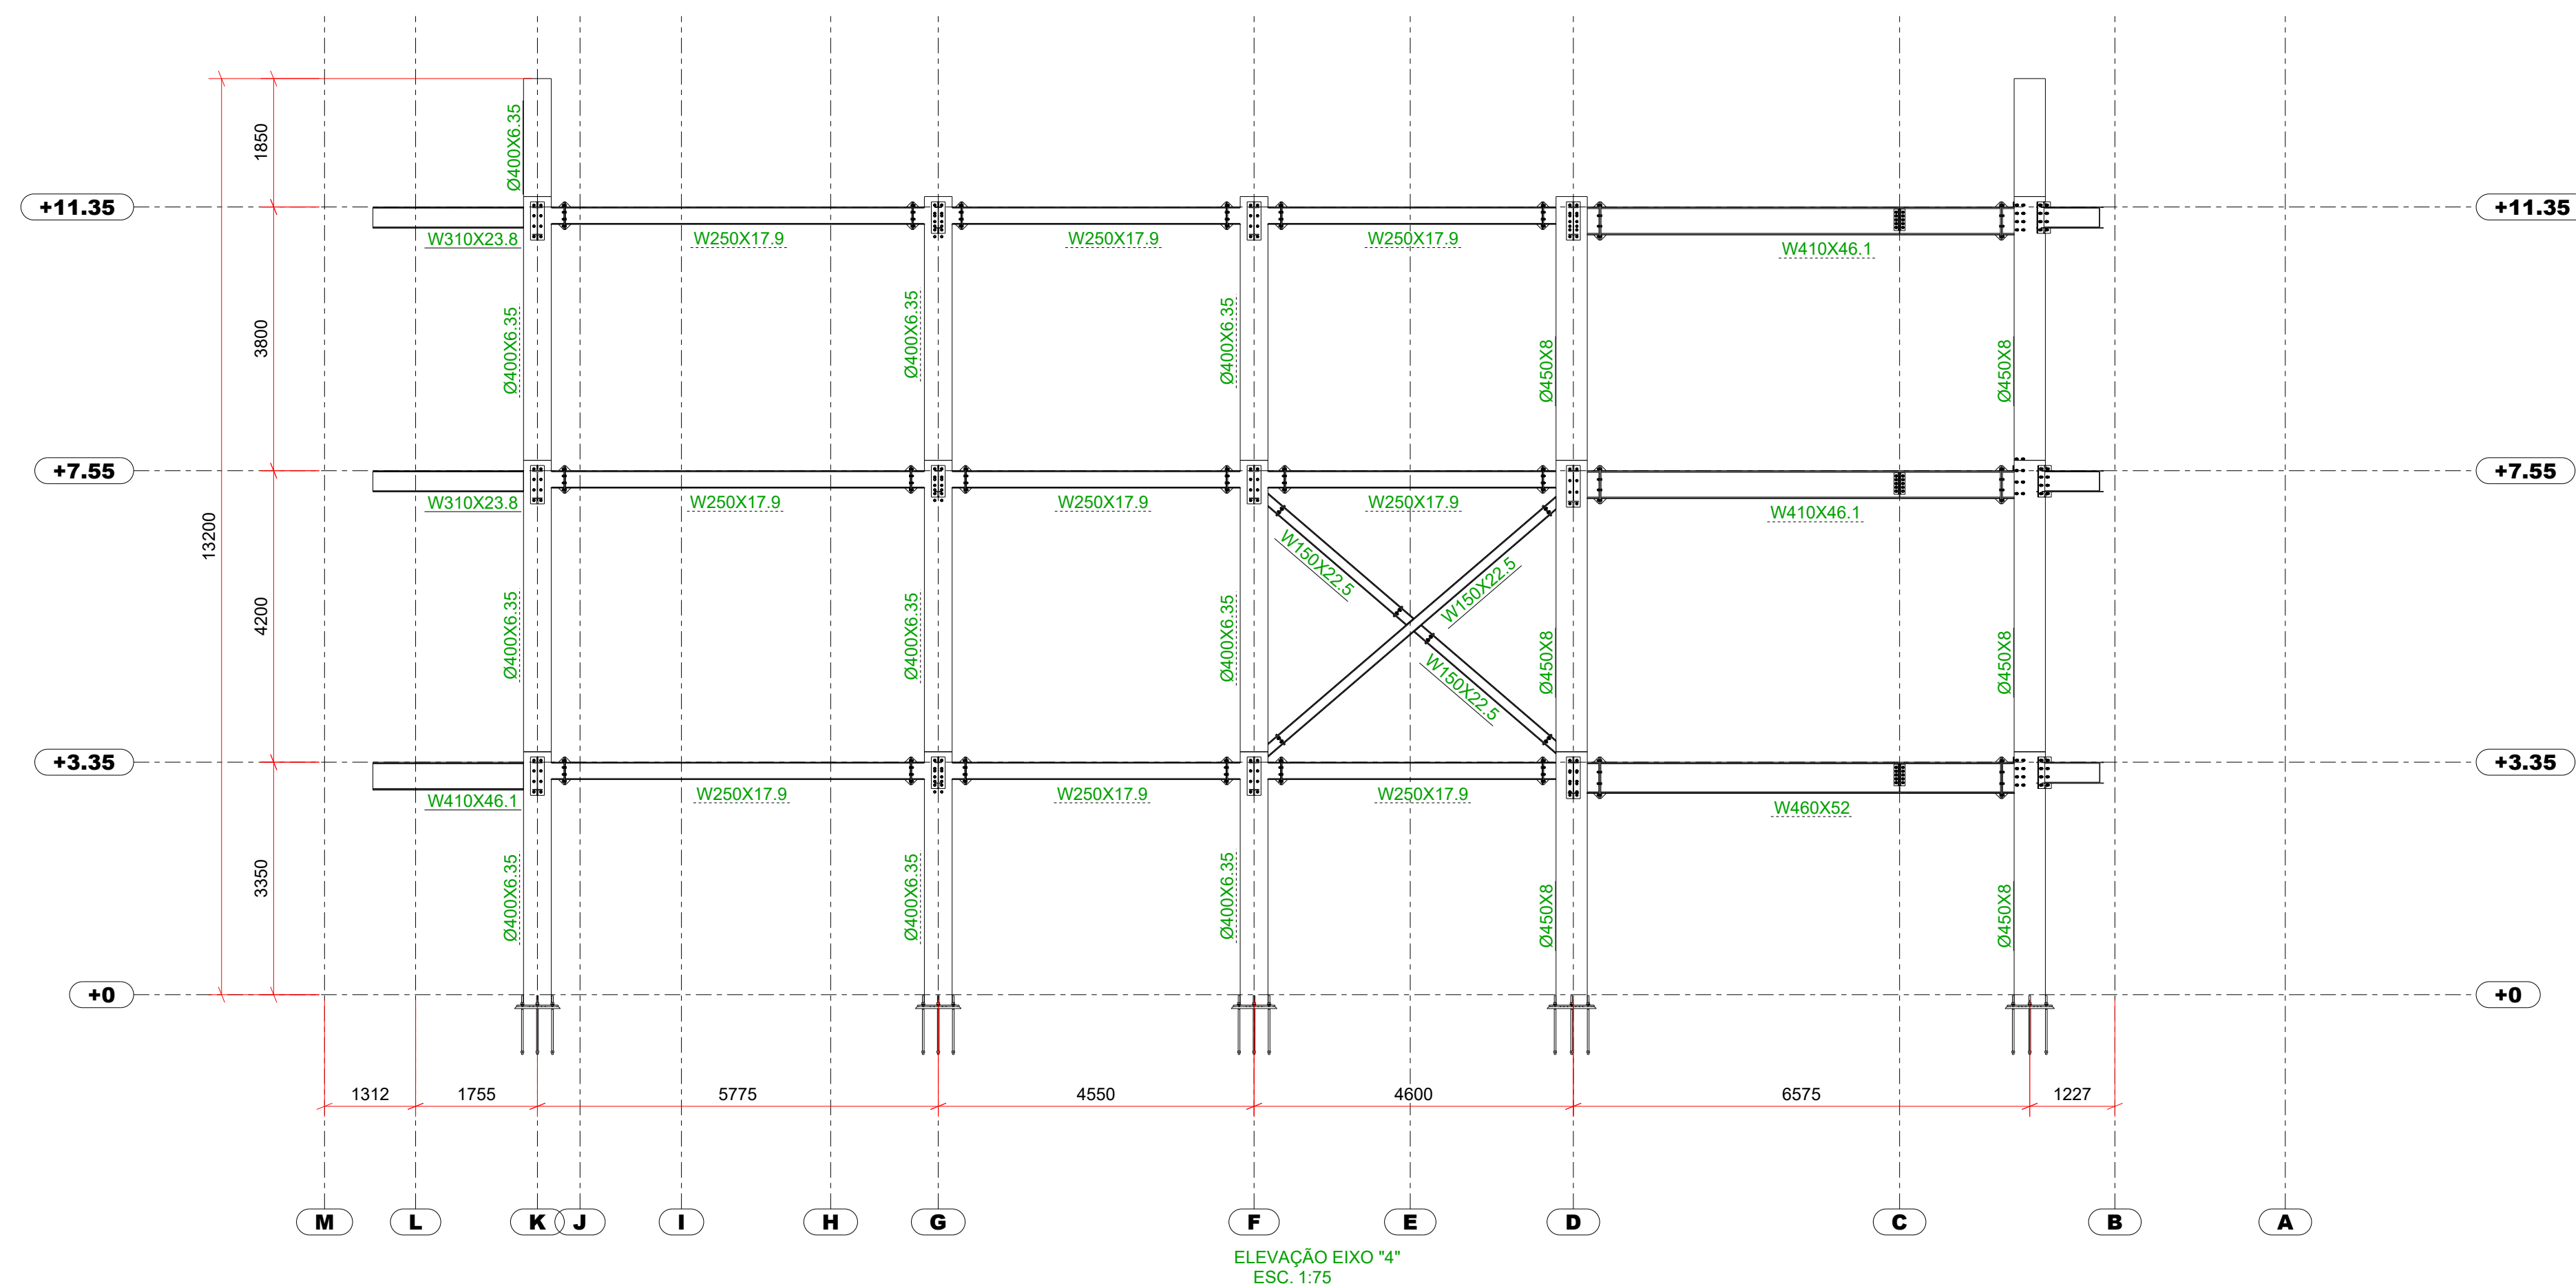 1850
Ø400X6.35
+11.35
+11.35
W310X23.8
W250X17.9
W250X17.9
W250X17.9
W410X46.1
3800
Ø400X6.35
Ø400X6.35
Ø400X6.35
Ø450X8
Ø450X8
+7.55
+7.55
W310X23.8
W250X17.9
W250X17.9
W250X17.9
W410X46.1
13200
W150X22.5
W150X22.5
W150X22.5
4200
Ø400X6.35
Ø400X6.35
Ø400X6.35
Ø450X8
Ø450X8
+3.35
+3.35
W410X46.1
W250X17.9
W250X17.9
W250X17.9
W460X52
3350
Ø400X6.35
Ø400X6.35
Ø400X6.35
Ø450X8
Ø450X8
+0
+0
1312 1755 5775 4550 4600 6575 1227
M L K J I H G F E D C B A
ELEVAÇÃO EIXO "4"
ESC. 1:75